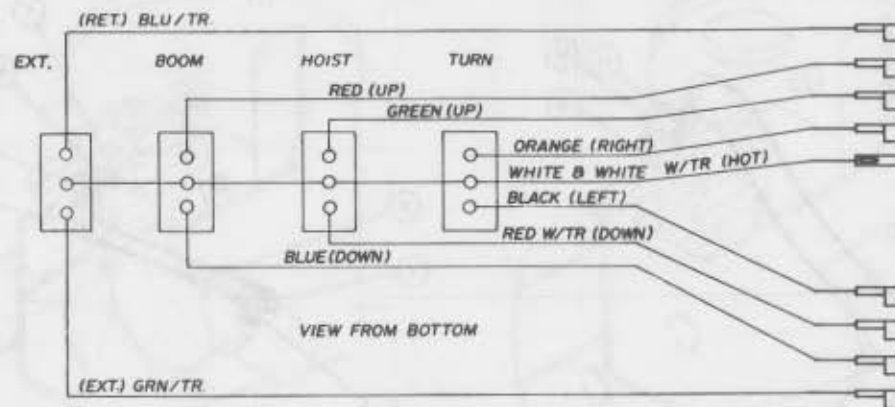 (RET.) BLU/TR.
EXT.
BOOM
HOIST
TURN
RED (UP)
GREEN (UP)
ORANGE (RIGHT)
WHITE & WHITE W/TR (HOT)
BLACK (LEFT)
RED W/TR (DOWN)
BLUE (DOWN)
VIEW FROM BOTTOM
(EXT.) GRN/TR.